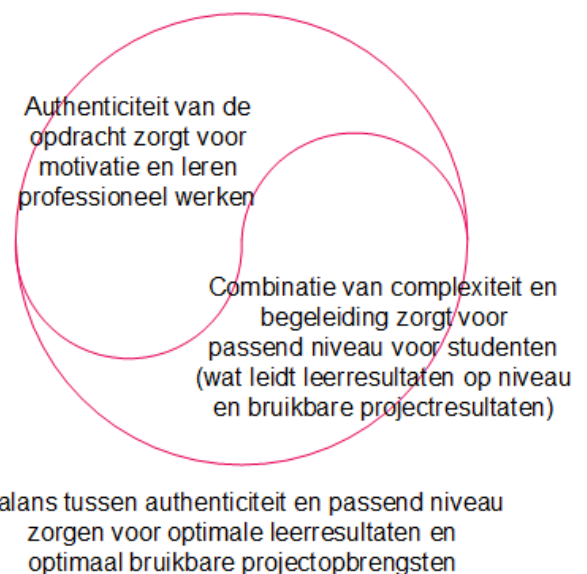 Authenticiteit van de
opdracht zorgt voor
motivatie en leren
professioneel werken
Combinatie van complexiteit en
begeleiding zorgt voor
passend niveau voor studenten
(wat leidt leerresultaten op niveau
en bruikbare projectresultaten)
alans tussen authenticiteit en passend niveau
zorgen voor optimale leerresultaten en
optimaal bruikbare projectopbrengsten